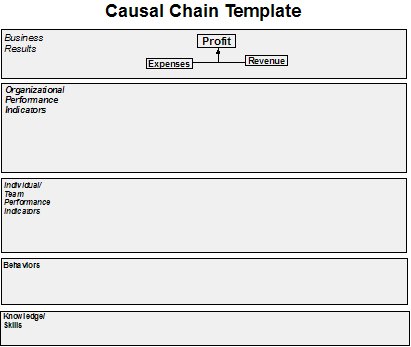 Causal Chain Template
Business
Results
Profit
Expenses
Revenue
Organizational
Performance
Indicators
Individual/
Team
Performance
Indicators
Behaviors
Knowledge/
Skills